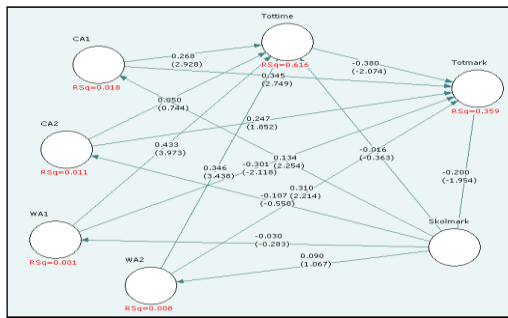 Tottime
CA1
RSq=0.616
0.268
(2.928)
-0.380
(-2.074)
Totmark
RSq=0.018
0.345
(2.749)
RSq=0.359
0.050
(0.744)
0.247
(1.852)
CA2
0.433
(3.973)
-0.016
(-0.363)
0.134
(2.254)
-0.301
(-2.118)
0.346
(3.438)
RSq=0.011
-0.200
(-1.954)
0.310
(2.214)
-0.107
(-0.550)
WA1
Skolmark
-0.030
(-0.283)
RSq=0.001
WA2
0.090
(1.067)
RSq=0.008